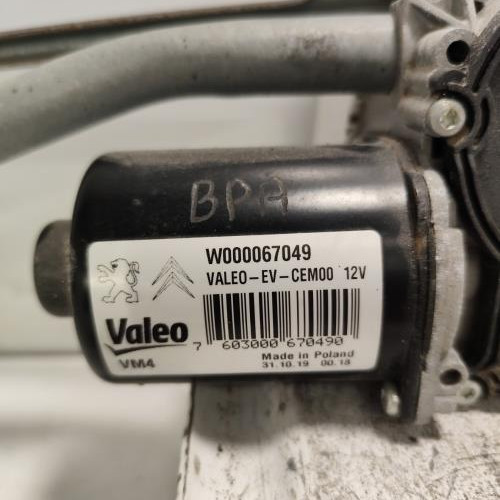 BPA
W000067049
VALEO-EV-CEM00 12V
Valeo
7 603000 670490
VM4
Made in Poland
31.10.19 00.18